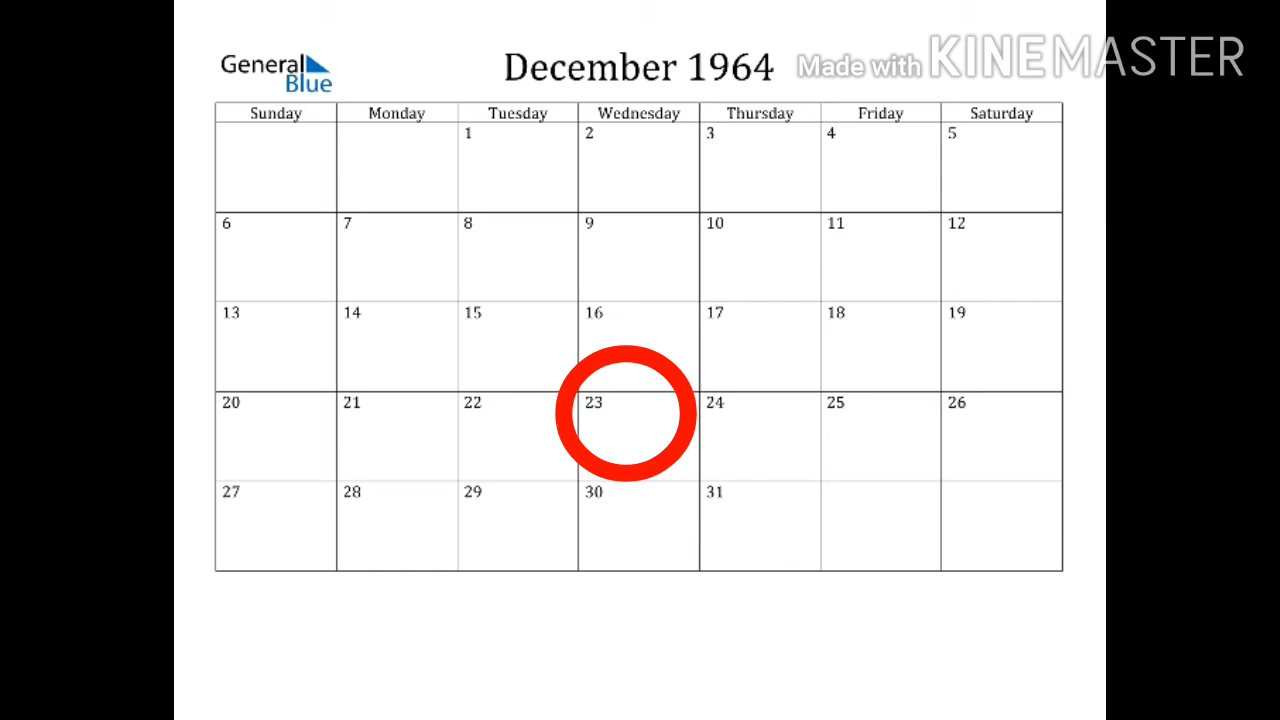 General
Blue
December 1964
Made with KINEMASTER
Sunday Monday Tuesday Wednesday Thursday Friday Saturday
1 2 3 4 5
6 7 8 9 10 11 12
13 14 15 16 17 18 19
20 21 22 23 24 25 26
27 28 29 30 31